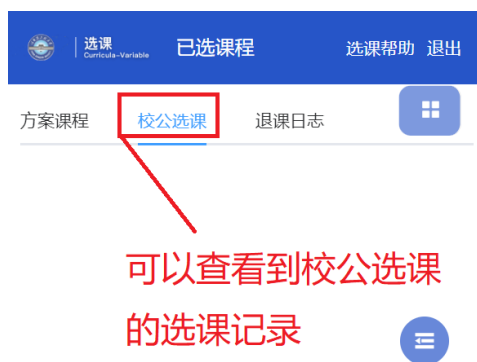 选课
Curricula-Variable
已选课程
选课帮助 退出
方案课程 校公选课 退课日志
可以查看到校公选课
的选课记录